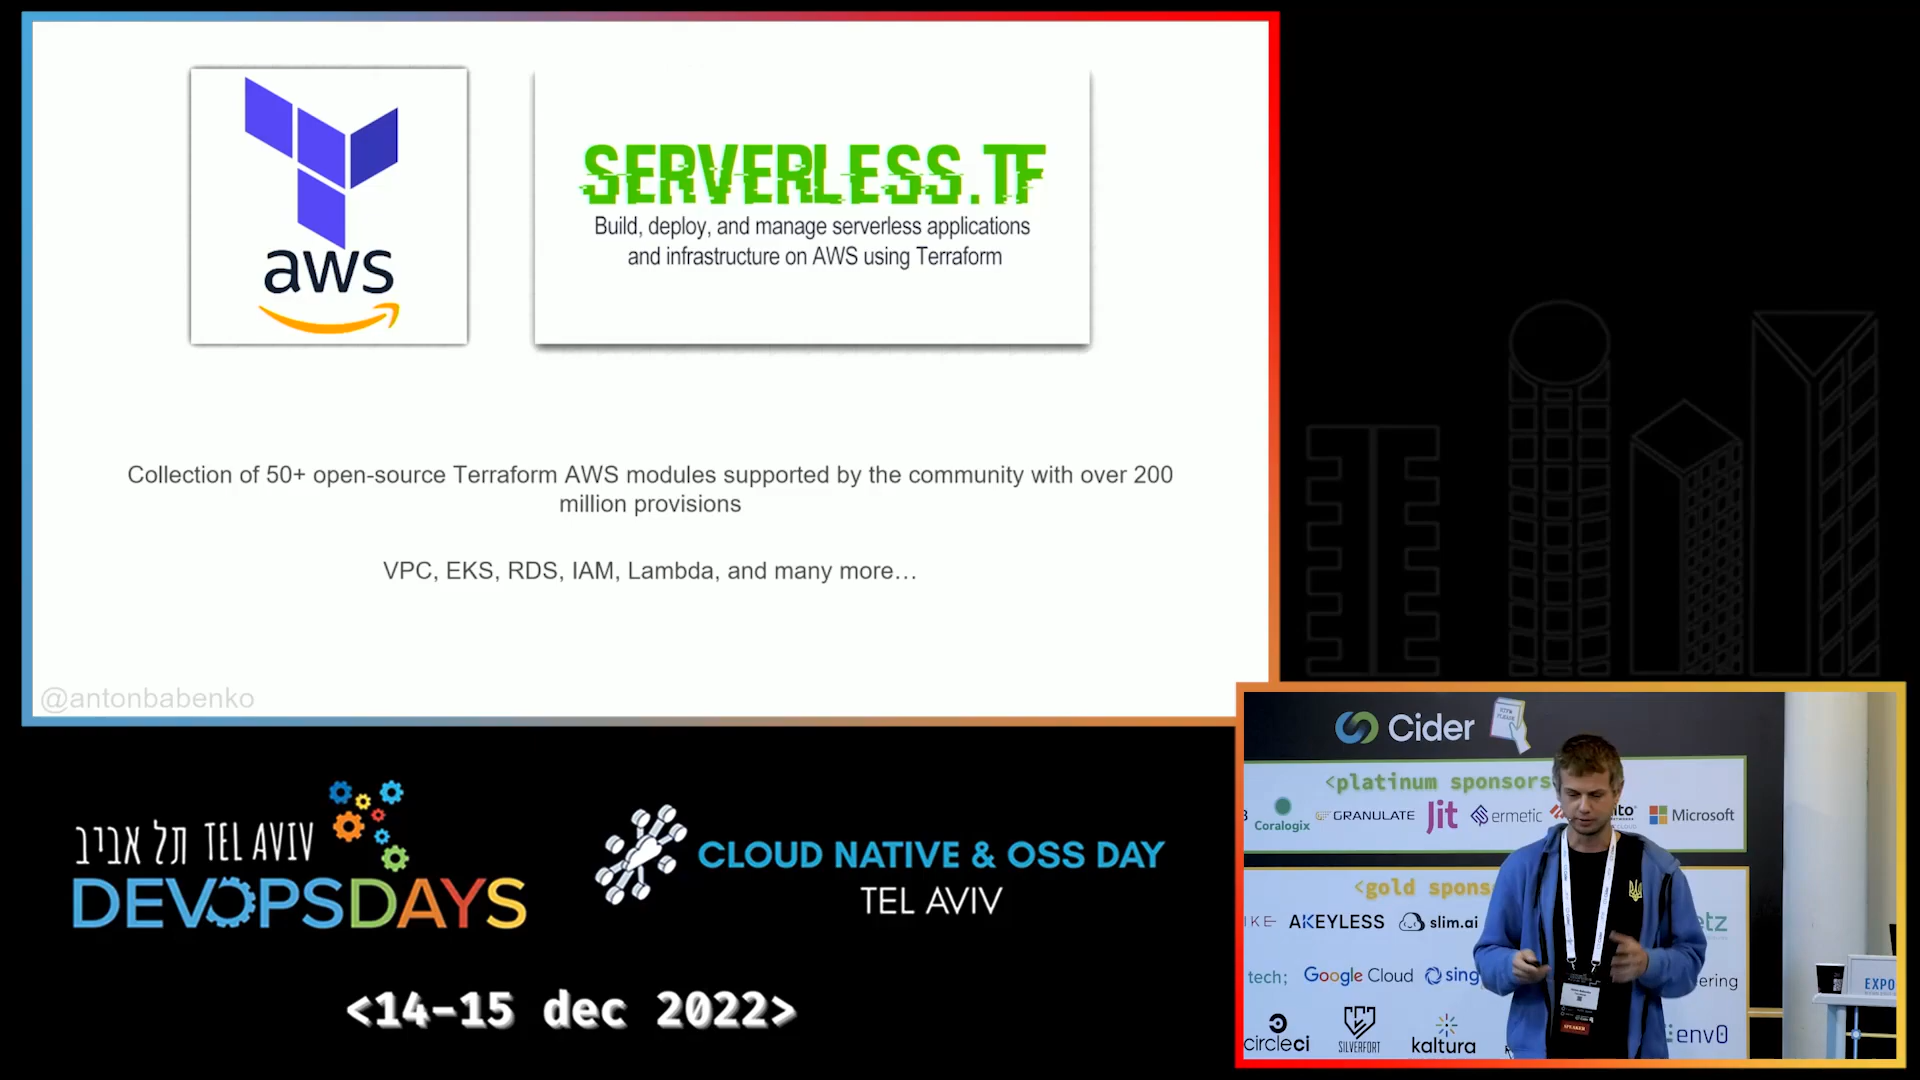 aws
SERVERLESS.TF
Build, deploy, and manage serverless applications
and infrastructure on AWS using Terraform
Collection of 50+ open-source Terraform AWS modules supported by the community with over 200
million provisions
VPC, EKS, RDS, IAM, Lambda, and many more…
@antonbabenko
תל אביב TEL AVIV
DEVOPSDAYS
CLOUD NATIVE & OSS DAY
TEL AVIV
<14-15 dec 2022>
Cider
<platinum sponsors
Coralogix GRANULATE Jit ermetic Microsoft
<gold spons
AKEYLESS slim.ai
tech; Google Cloud sing ering
circleci SILVERFORT kaltura env0
EXPO
SPEAKER